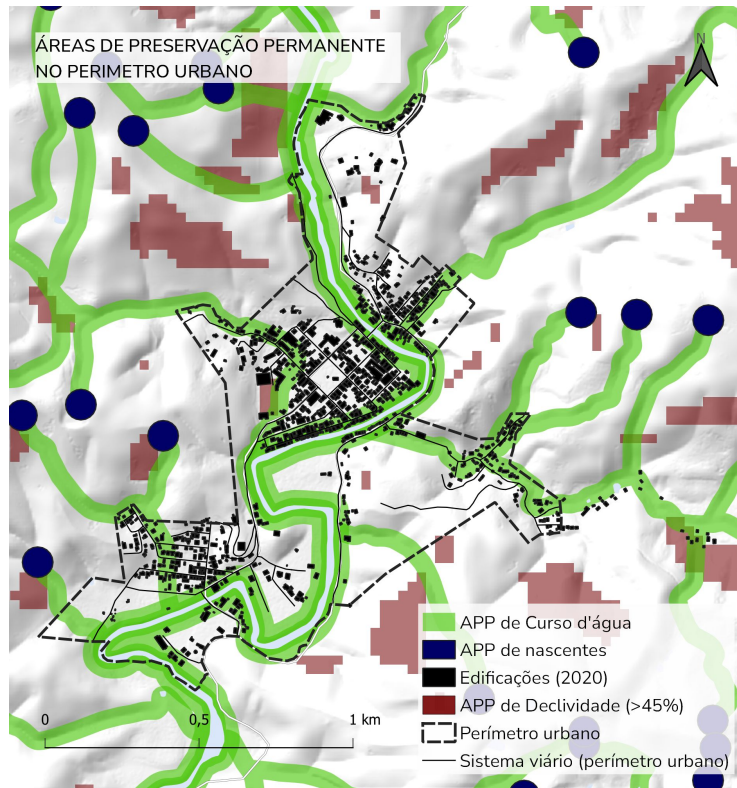 ÁREAS DE PRESERVAÇÃO PERMANENTE
NO PERIMETRO URBANO
N
APP de Curso d'água
APP de nascentes
Edificações (2020)
APP de Declividade (>45%)
Perímetro urbano
Sistema viário (perímetro urbano)
0 0,5 1 km